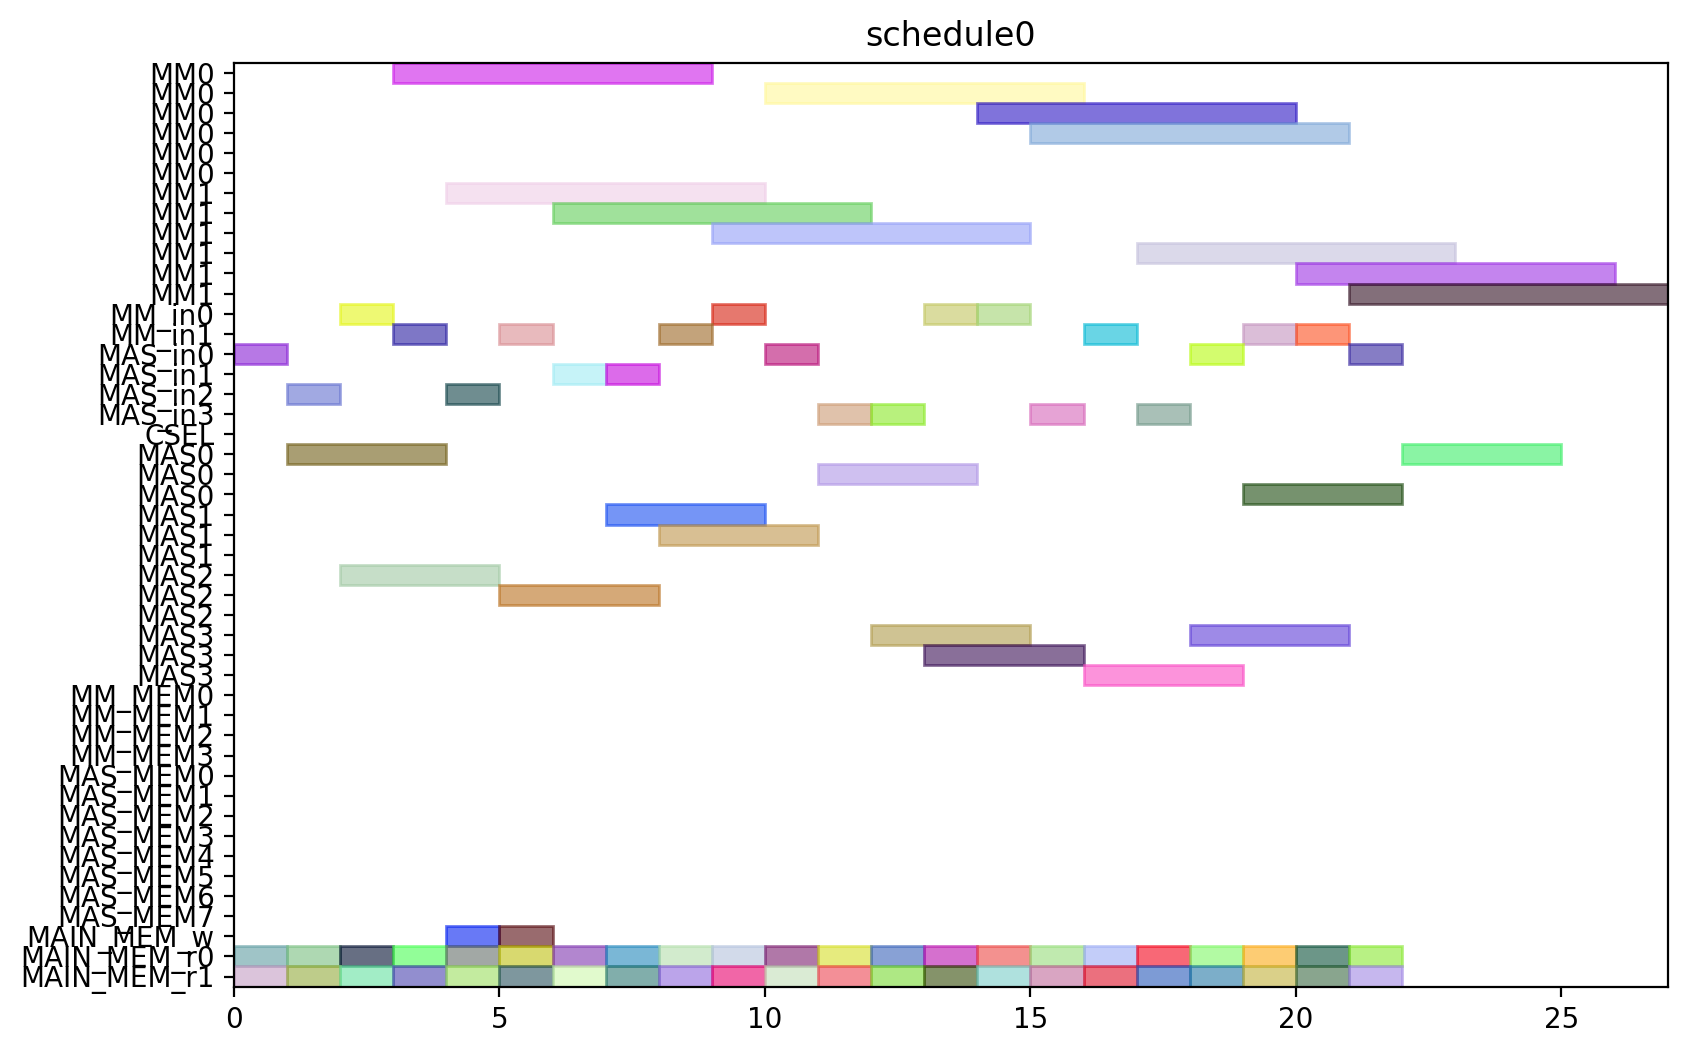 schedule0
MM0
MM0
MM0
MM0
MM0
MM0
MM1
MM1
MM1
MM1
MM1
MM1
MM_in0
MM_in1
MAS_in0
MAS_in1
MAS_in2
MAS_in3
CSEL
MAS0
MAS0
MAS0
MAS1
MAS1
MAS1
MAS2
MAS2
MAS2
MAS3
MAS3
MAS3
MM_MEM0
MM_MEM1
MM_MEM2
MM_MEM3
MAS_MEM0
MAS_MEM1
MAS_MEM2
MAS_MEM3
MAS_MEM4
MAS_MEM5
MAS_MEM6
MAS_MEM7
MAIN_MEM_w
MAIN_MEM_r0
MAIN_MEM_r1
0 5 10 15 20 25